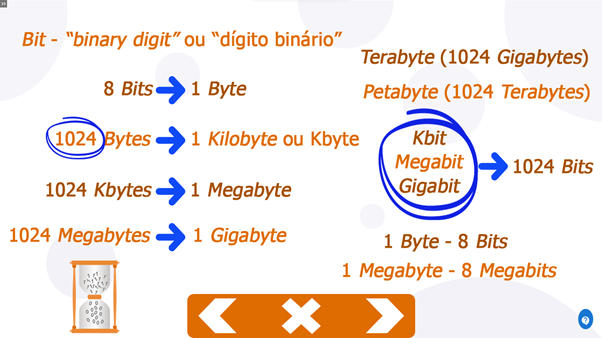 Bit - “binary digit” ou “dígito binário”
8 Bits → 1 Byte
1024 Bytes → 1 Kilobyte ou Kbyte
1024 Kbytes → 1 Megabyte
1024 Megabytes → 1 Gigabyte
Terabyte (1024 Gigabytes)
Petabyte (1024 Terabytes)
Kbit
Megabit → 1024 Bits
Gigabit
1 Byte - 8 Bits
1 Megabyte - 8 Megabits
?